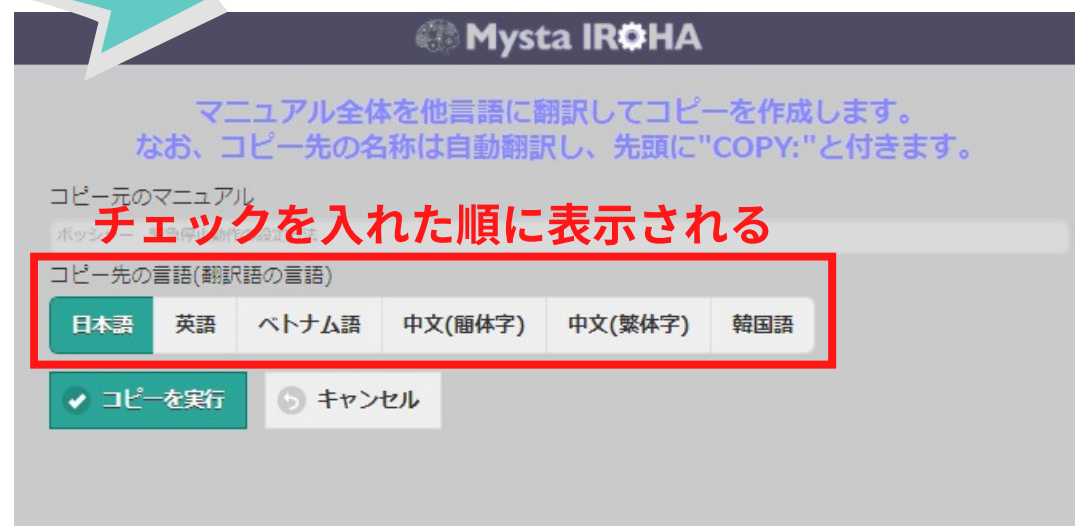 Mysta IROHA
マニュアル全体を他言語に翻訳してコピーを作成します。
なお、コピー先の名称は自動翻訳し、先頭に"COPY:"と付きます。
コピー元のマニュアル
チェックを入れた順に表示される
コピー先の言語(翻訳語の言語)
日本語 英語 ベトナム語 中文(簡体字) 中文(繁体字) 韓国語
コピーを実行 キャンセル